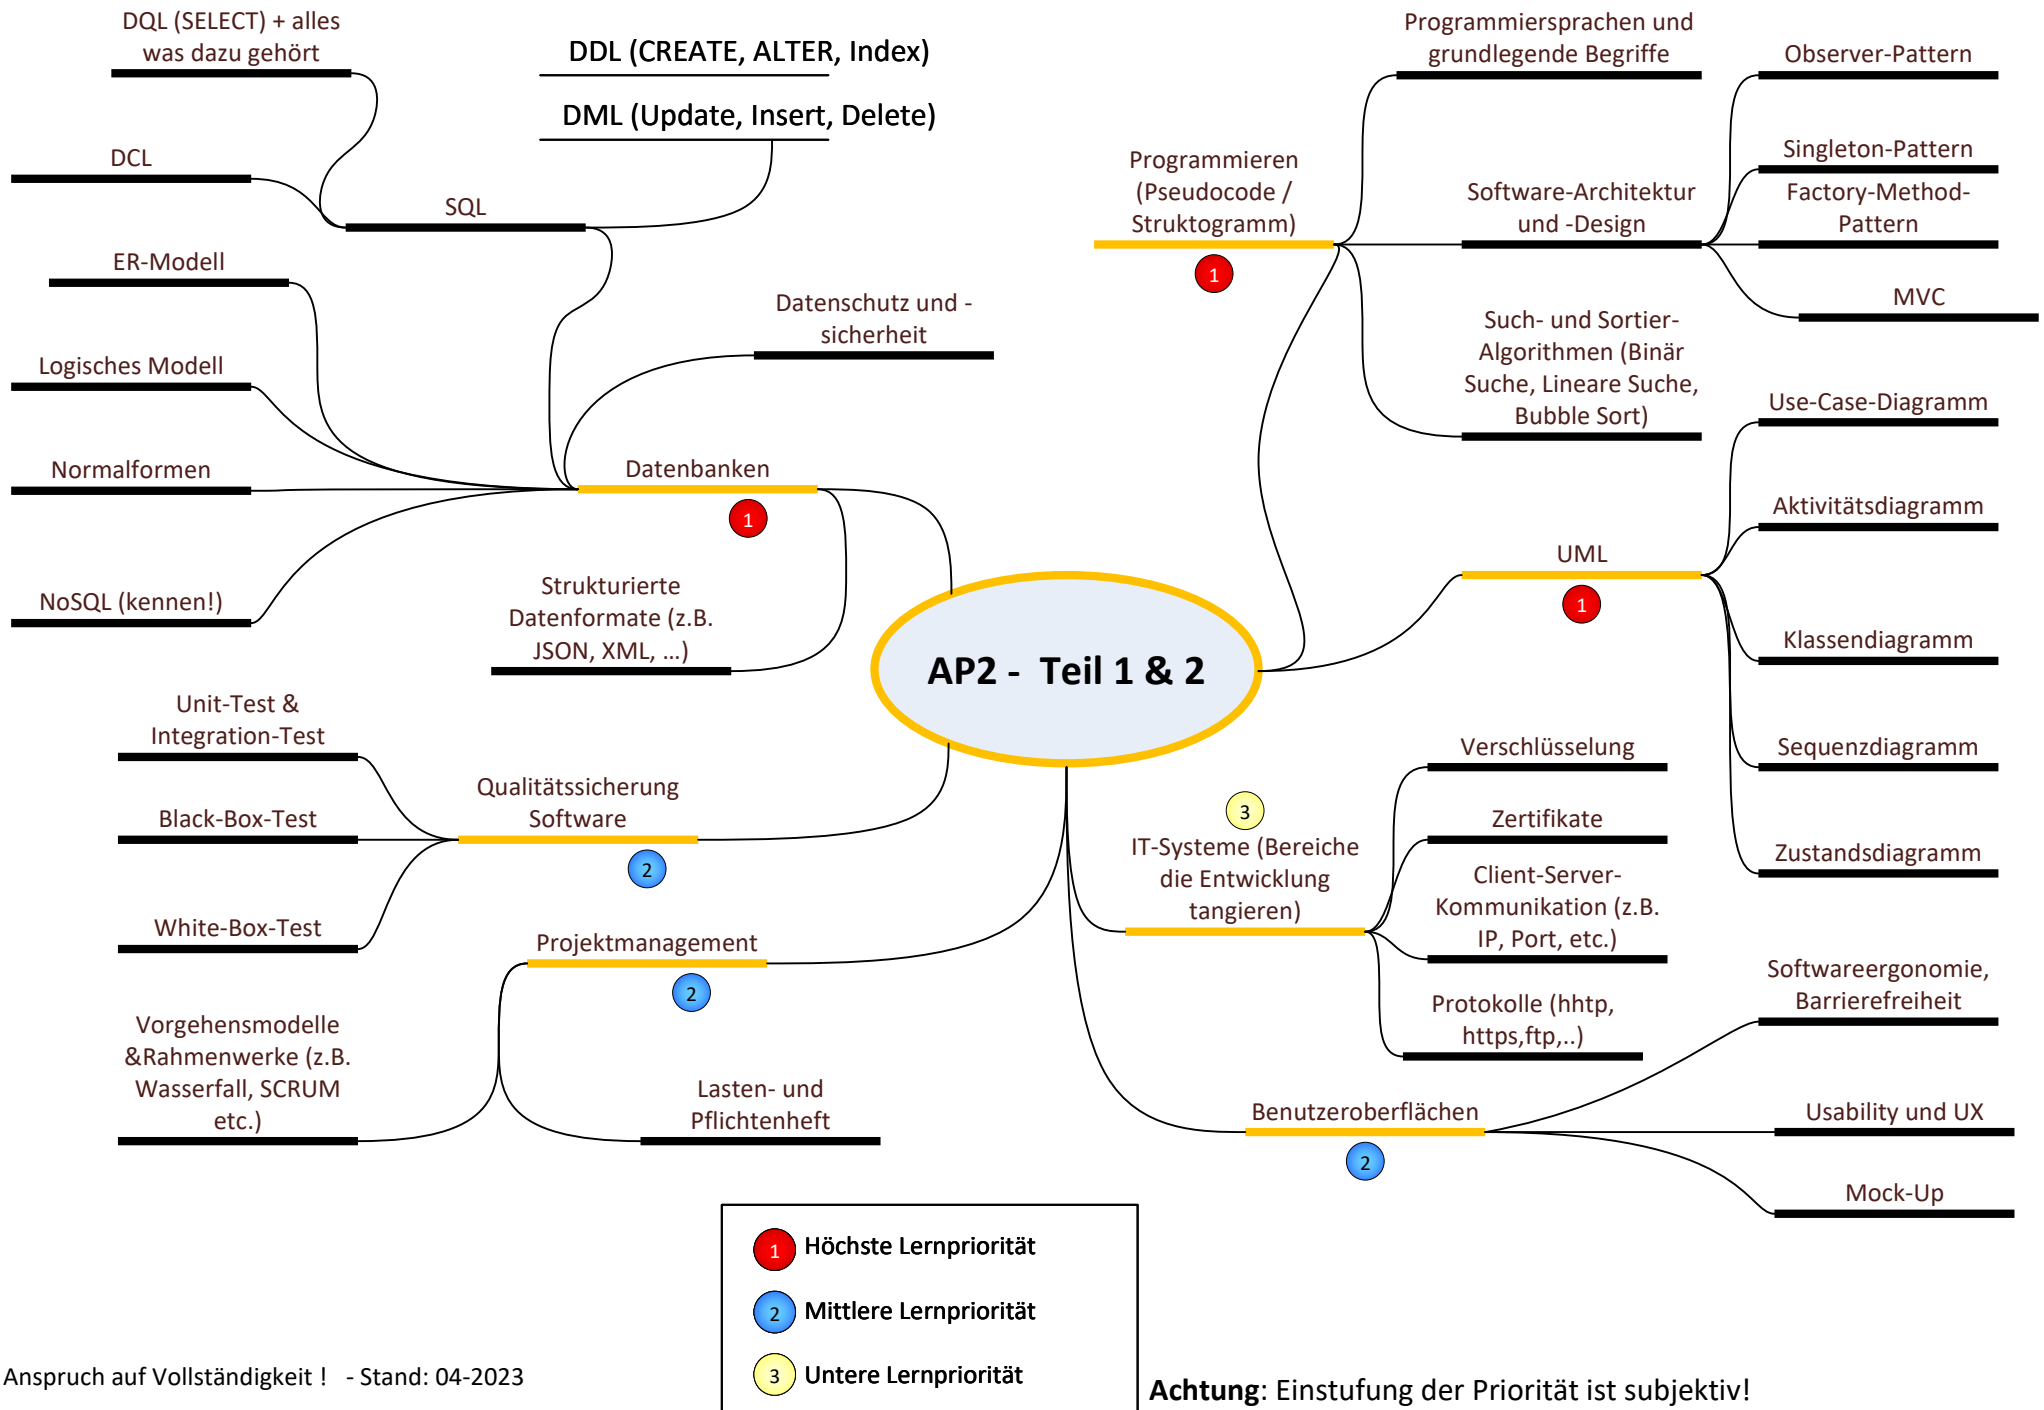 DQL (SELECT) + alles
was dazu gehört
DDL (CREATE, ALTER, Index)
DML (Update, Insert, Delete)
DCL
SQL
ER-Modell
Datenschutz und -
sicherheit
Logisches Modell
Normalformen
Datenbanken
1
NoSQL (kennen!)
Strukturierte
Datenformate (z.B.
JSON, XML, ...)
Programmiersprachen und
grundlegende Begriffe
Observer-Pattern
Programmieren
(Pseudocode /
Struktogramm)
1
Singleton-Pattern
Software-Architektur
und -Design
Factory-Method-
Pattern
MVC
Such- und Sortier-
Algorithmen (Binär
Suche, Lineare Suche,
Bubble Sort)
Use-Case-Diagramm
Aktivitätsdiagramm
UML
1
Klassendiagramm
Sequenzdiagramm
Zustandsdiagramm
AP2 -  Teil 1 & 2
Unit-Test &
Integration-Test
Qualitätssicherung
Software
2
Black-Box-Test
White-Box-Test
Projektmanagement
2
Vorgehensmodelle
&Rahmenwerke (z.B.
Wasserfall, SCRUM
etc.)
Lasten- und
Pflichtenheft
Verschlüsselung
3
IT-Systeme (Bereiche
die Entwicklung
tangieren)
Zertifikate
Client-Server-
Kommunikation (z.B.
IP, Port, etc.)
Protokolle (hhtp,
https,ftp,..)
Softwareergonomie,
Barrierefreiheit
Benutzeroberflächen
2
Usability und UX
Mock-Up
1 Höchste Lernpriorität
2 Mittlere Lernpriorität
3 Untere Lernpriorität
Anspruch auf Vollständigkeit !   - Stand: 04-2023
Achtung: Einstufung der Priorität ist subjektiv!